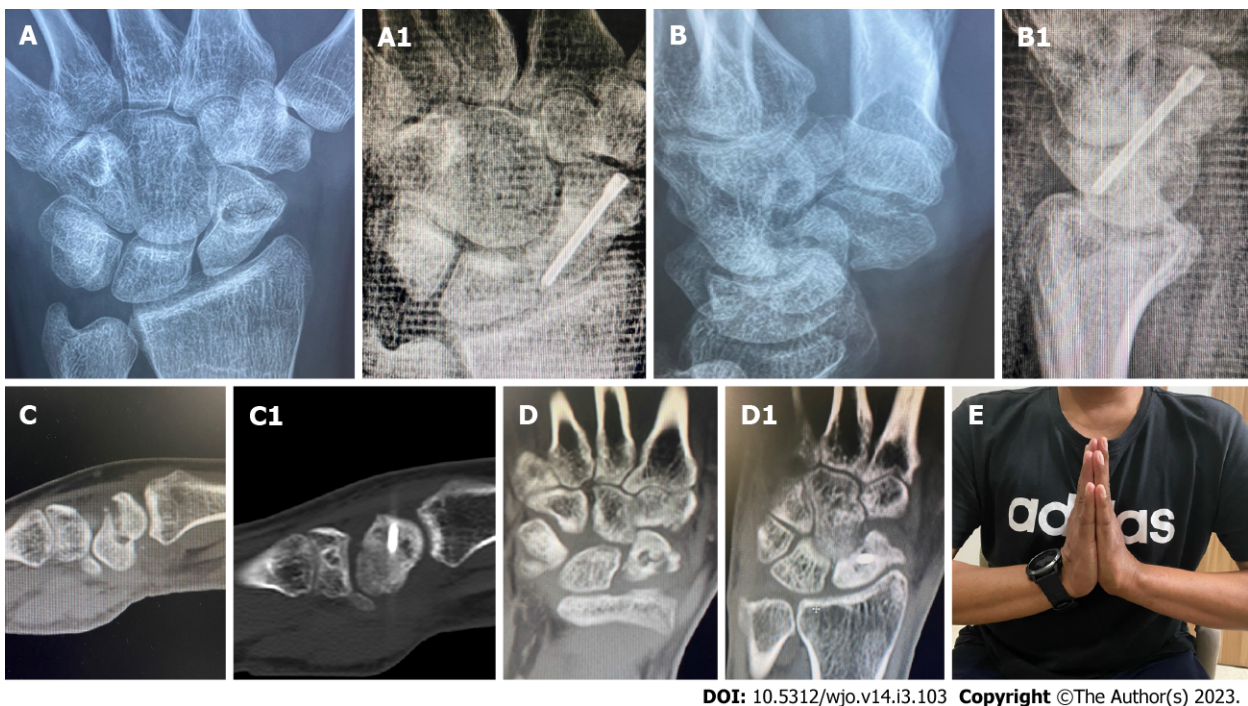 A
A1
B
B1
C
C1
D
D1
E
adidas
DOI: 10.5312/wjo.v14.i3.103 Copyright ©The Author(s) 2023.